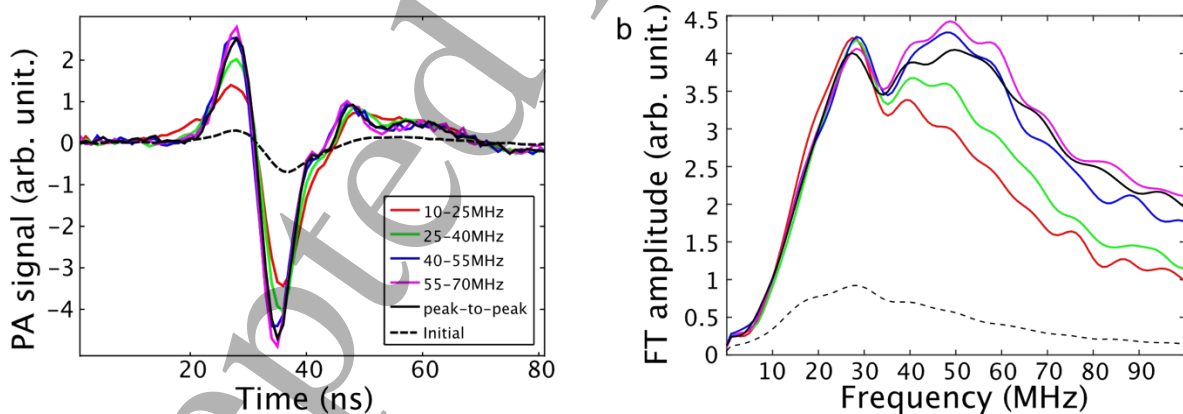 PA signal (arb. unit.)
2
1
0
-1
-2
-3
-4
0 20 40 60 80
Time (ns)
10-25MHz
25-40MHz
40-55MHz
55-70MHz
peak-to-peak
Initial
pted
b
FT amplitude (arb. unit.)
4.5
4
3.5
3
2.5
2
1.5
1
0.5
0
10 20 30 40 50 60 70 80 90
Frequency (MHz)